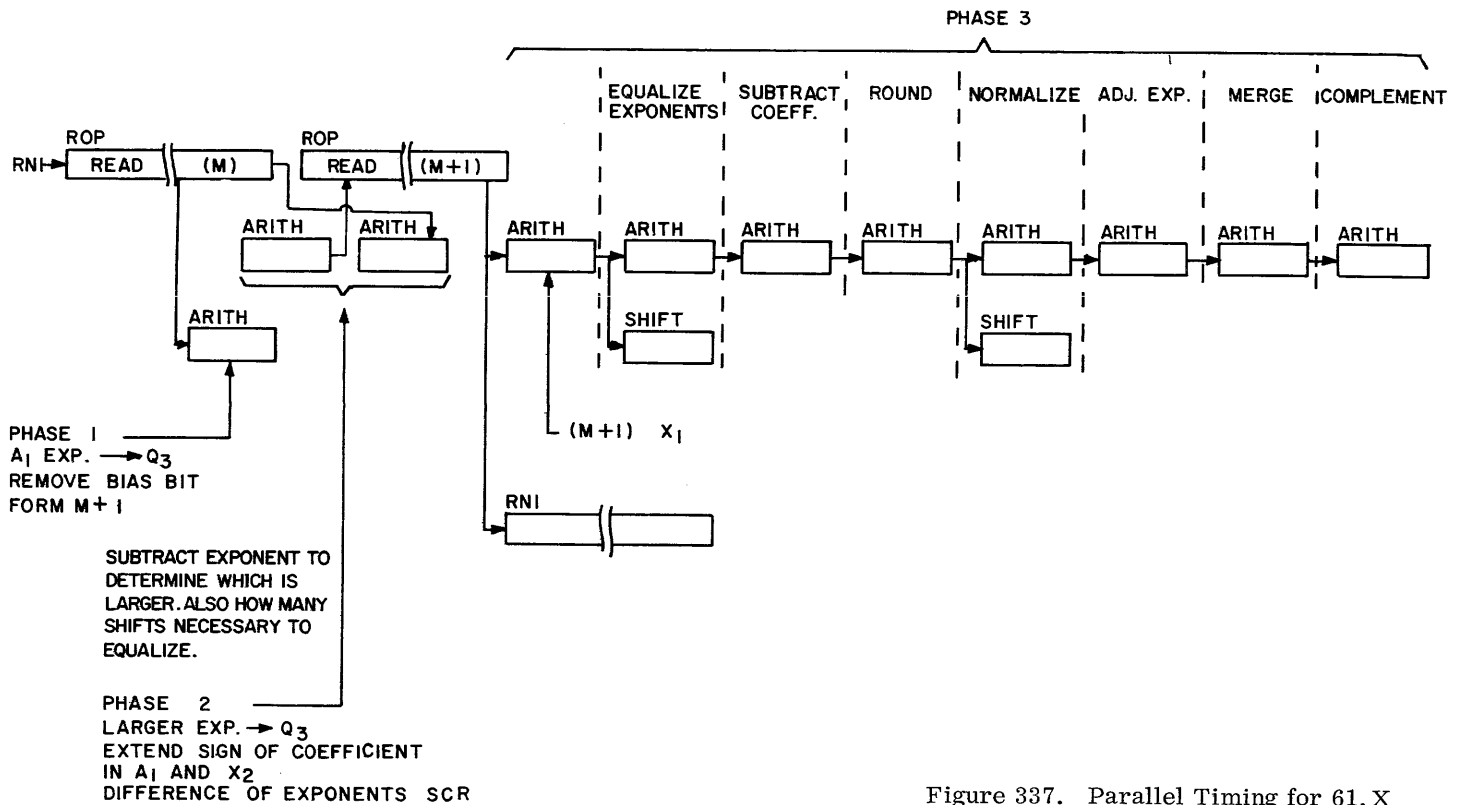 PHASE 3
EQUALIZE EXPONENTS
SUBTRACT COEFF.
ROUND
NORMALIZE
ADJ. EXP.
MERGE
COMPLEMENT
RNI
ROP
READ (M)
ROP
READ (M+1)
ARITH
ARITH
ARITH
ARITH
ARITH
ARITH
ARITH
ARITH
ARITH
ARITH
ARITH
SHIFT
SHIFT
(M+1) X1
RNI
PHASE 1
A1 EXP. → Q3
REMOVE BIAS BIT
FORM M+1
SUBTRACT EXPONENT TO
DETERMINE WHICH IS
LARGER. ALSO HOW MANY
SHIFTS NECESSARY TO
EQUALIZE.
PHASE 2
LARGER EXP. → Q3
EXTEND SIGN OF COEFFICIENT
IN A1 AND X2
DIFFERENCE OF EXPONENTS SCR
Figure 337. Parallel Timing for 61, X